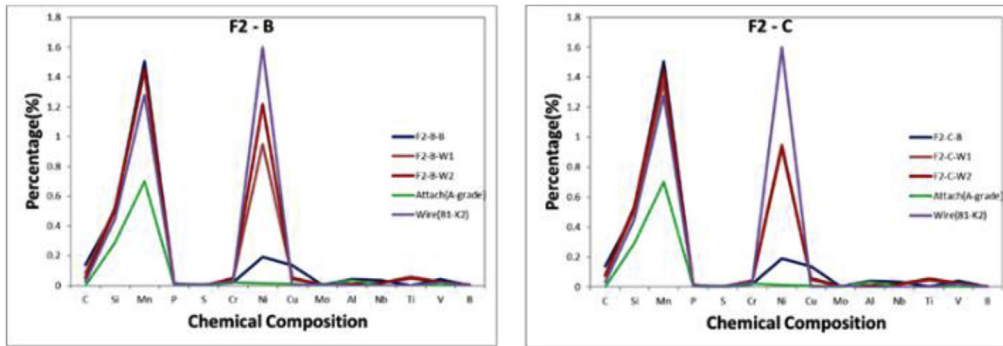 F2 - B
1.8
1.6
1.4
1.2
1
0.8
0.6
0.4
0.2
0
Percentage(%)
C Si Mn P S Cr Ni Cu Mo Al Nb Ti V B
Chemical Composition
F2-B-B
F2-B-W1
F2-B-W2
Attach(A-grade)
Wire(81-K2)
F2 - C
1.8
1.6
1.4
1.2
1
0.8
0.6
0.4
0.2
0
Percentage(%)
C Si Mn P S Cr Ni Cu Mo Al Nb Ti V B
Chemical Composition
F2-C-B
F2-C-W1
F2-C-W2
Attach(A-grade)
Wire(81-K2)